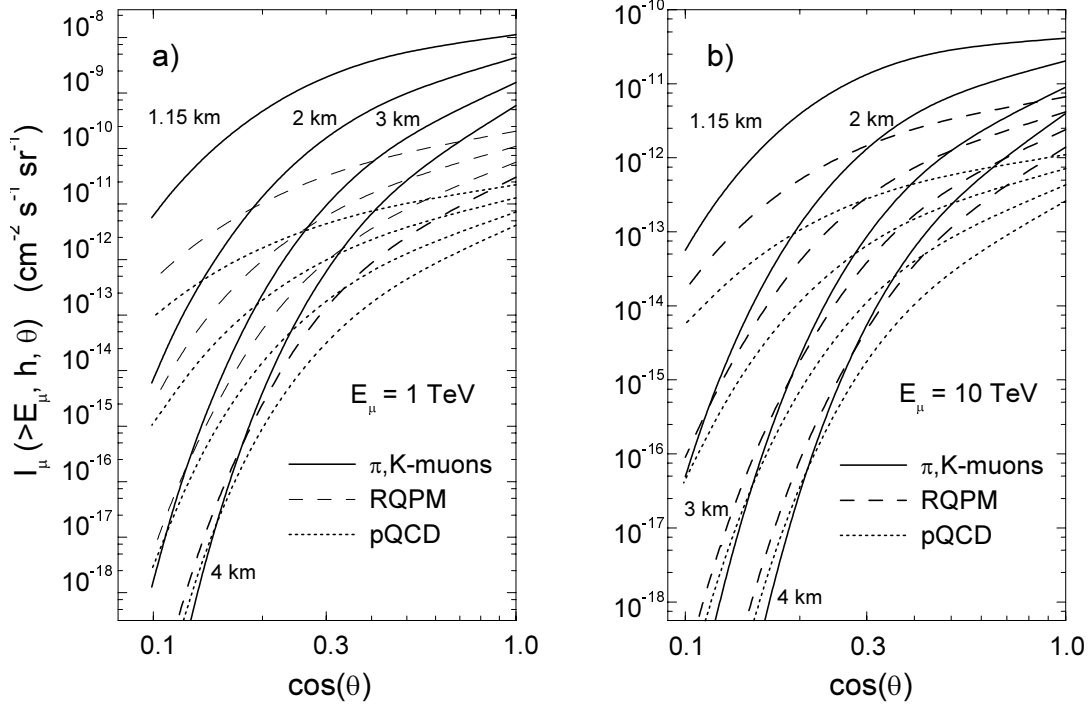 a)
I_μ (>E_μ, h, θ) (cm⁻² s⁻¹ sr⁻¹)
10⁻⁸
10⁻⁹
10⁻¹⁰
10⁻¹¹
10⁻¹²
10⁻¹³
10⁻¹⁴
10⁻¹⁵
10⁻¹⁶
10⁻¹⁷
10⁻¹⁸
1.15 km
2 km
3 km
4 km
E_μ = 1 TeV
π,K-muons
RQPM
pQCD
0.1 0.3 1.0
cos(θ)
b)
10⁻¹⁰
10⁻¹¹
10⁻¹²
10⁻¹³
10⁻¹⁴
10⁻¹⁵
10⁻¹⁶
10⁻¹⁷
10⁻¹⁸
1.15 km
2 km
3 km
4 km
E_μ = 10 TeV
π,K-muons
RQPM
pQCD
0.1 0.3 1.0
cos(θ)